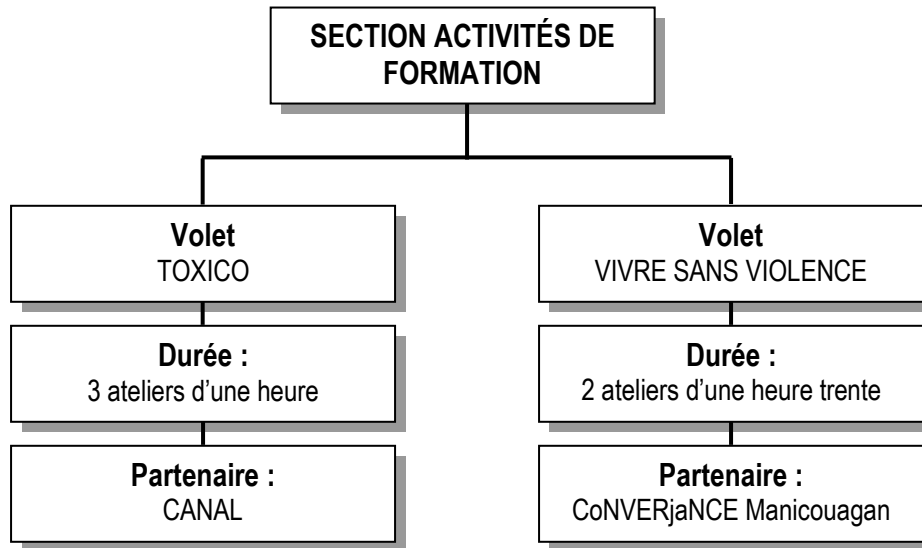 SECTION ACTIVITÉS DE
FORMATION
Volet
TOXICO
Durée :
3 ateliers d’une heure
Partenaire :
CANAL
Volet
VIVRE SANS VIOLENCE
Durée :
2 ateliers d’une heure trente
Partenaire :
CoNVERjaNCE Manicouagan